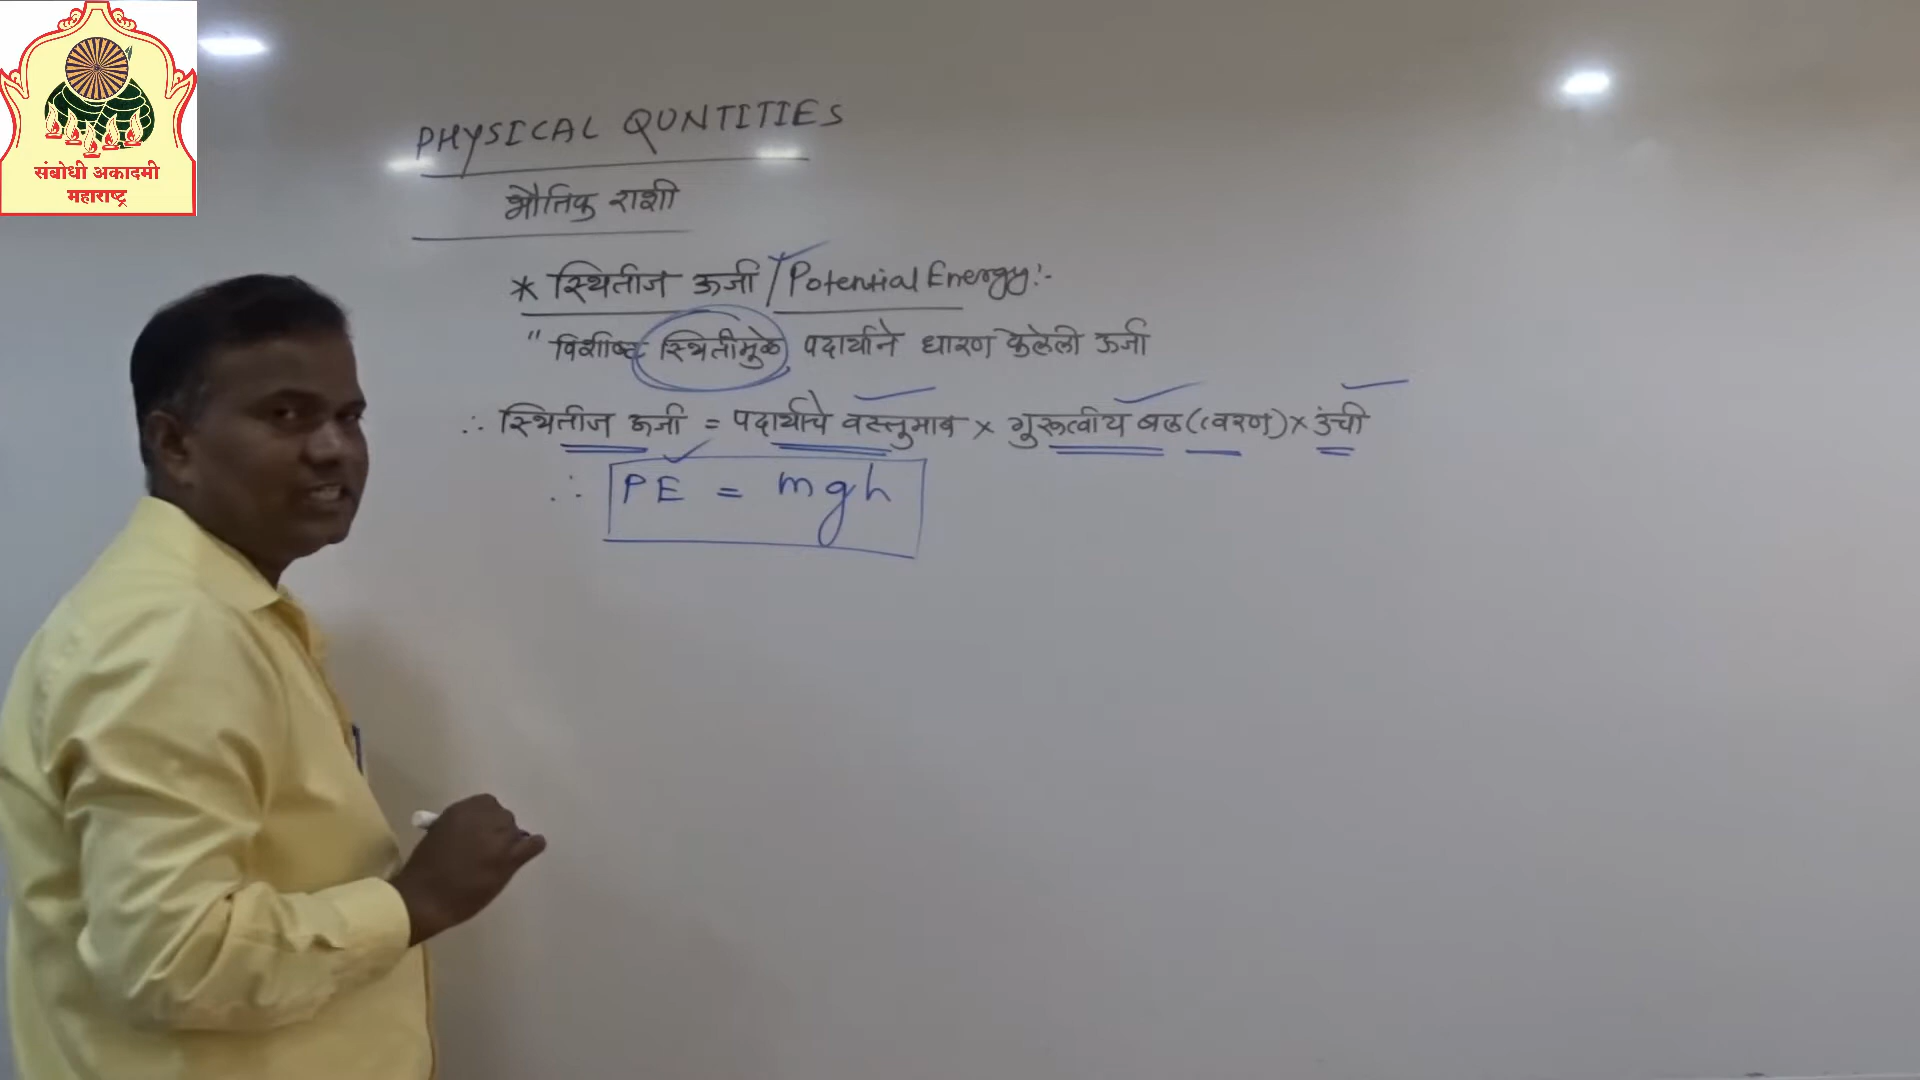 संबोधी अकादमी
महाराष्ट्र
PHYSICAL QUNTITIES
भौतिक राशी
* स्थितीज ऊर्जा / Potential Energy:-
" विशीष्ट स्थितीमुळे पदार्थाने धारण केलेली ऊर्जा
∴ स्थितीज ऊर्जा = पदार्थाचे वस्तुमान × गुरूत्वीय बल (त्वरण) × उंची
∴ PE = mgh